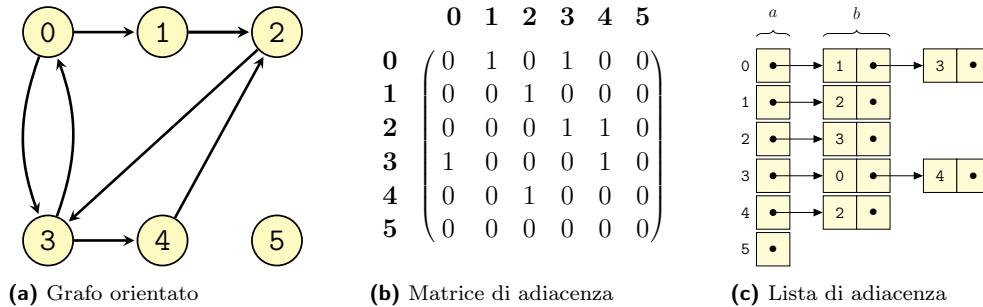 0 1 2
3 4 5
(a) Grafo orientato
0 1 2 3 4 5
0 0 1 0 1 0 0
1 0 0 1 0 0 0
2 0 0 0 1 1 0
3 1 0 0 0 1 0
4 0 0 1 0 0 0
5 0 0 0 0 0 0
(b) Matrice di adiacenza
a b
0 1 3
1 2
2 3
3 0 4
4 2
5
(c) Lista di adiacenza